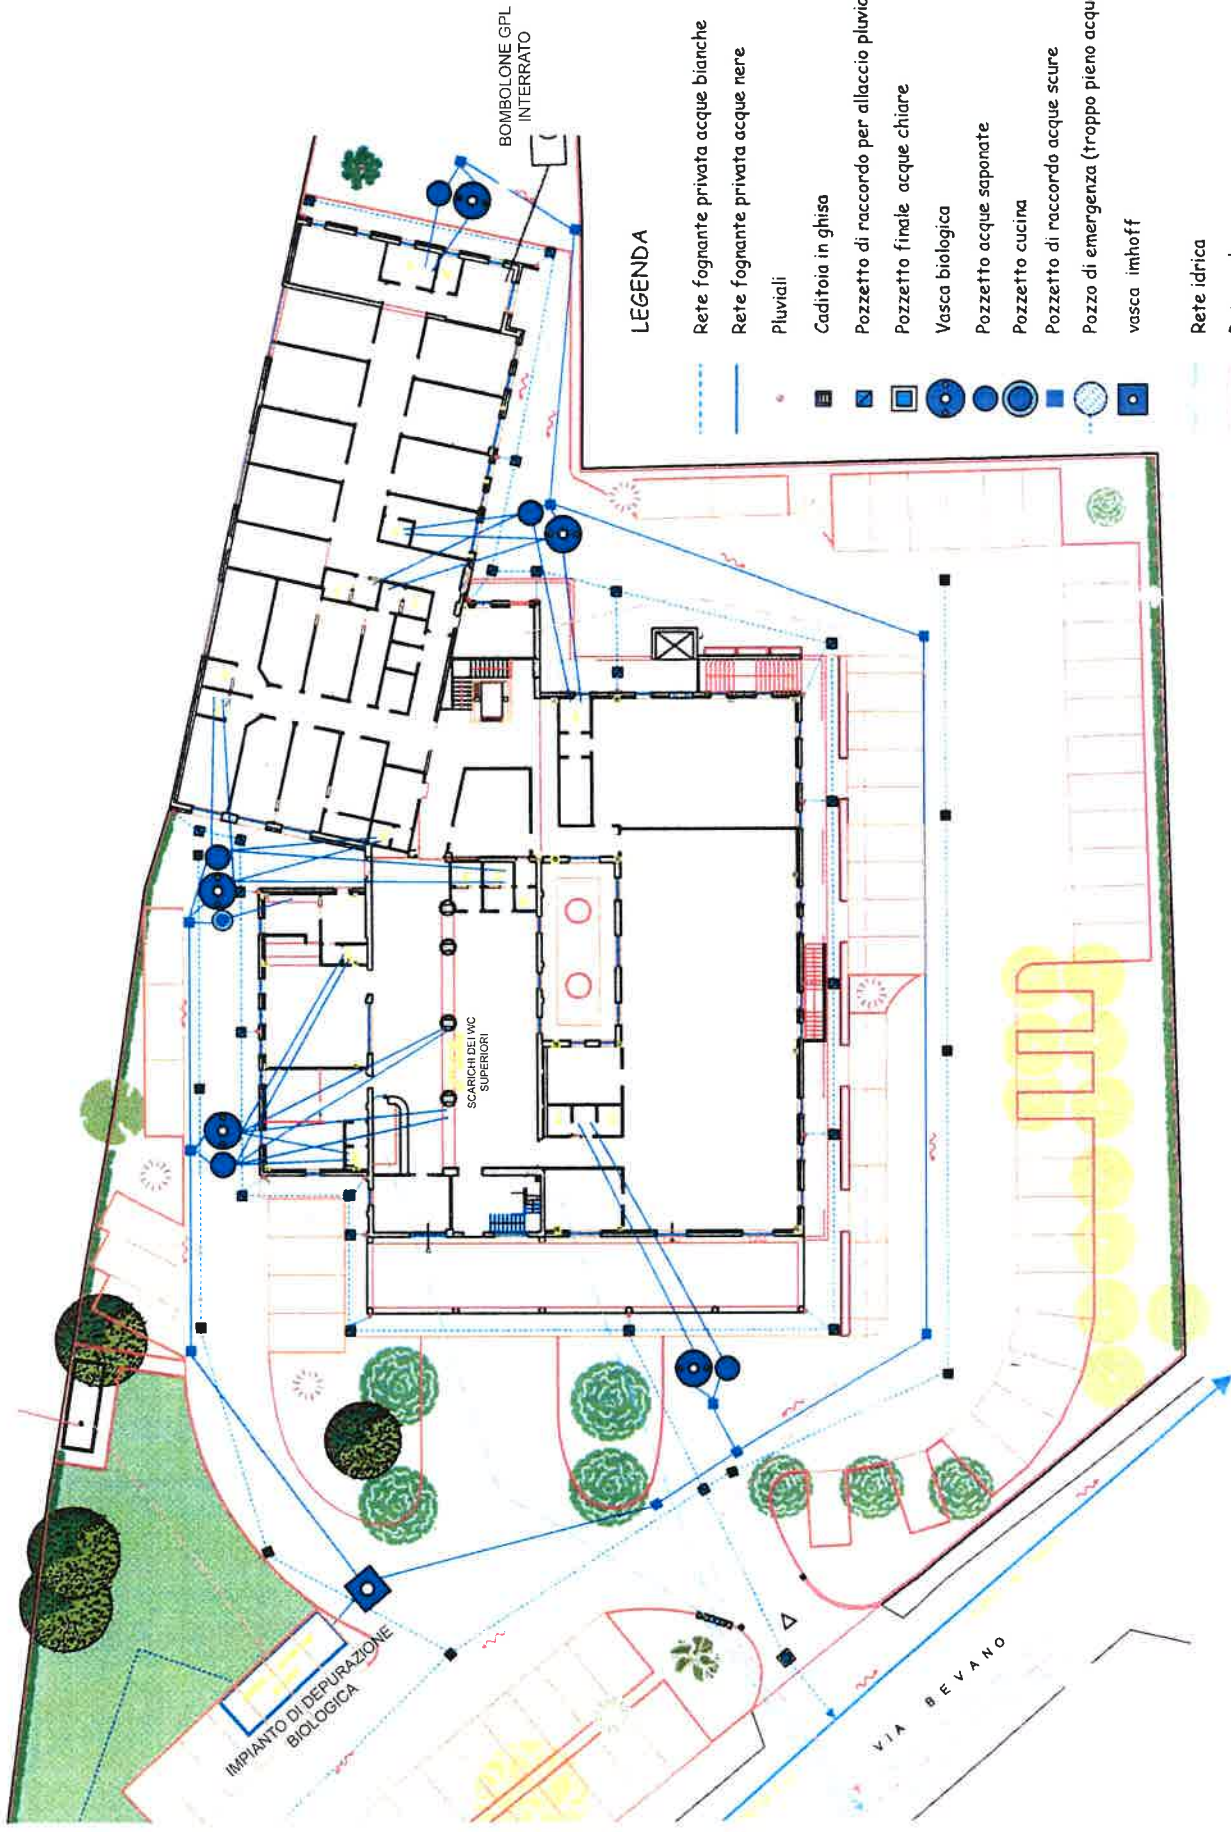 BOMBOLONE GPL
INTERRATO
LEGENDA
Rete fognante privata acque bianche
Rete fognante privata acque nere
Pluviali
Caditoia in ghisa
Pozzetto di raccordo per allaccio
Pozzetto finale acque chiare
Vasca biologica
Pozzetto acque saponate
Pozzetto cucina
Pozzetto di raccordo acque scure
Pozzo di emergenza (troppo pieno
vasca imhoff
Rete idrica
SCARICHI DEI WC
SUPERIORI
IMPIANTO DI DEPURAZIONE
BIOLOGICA
VIA BEVANO